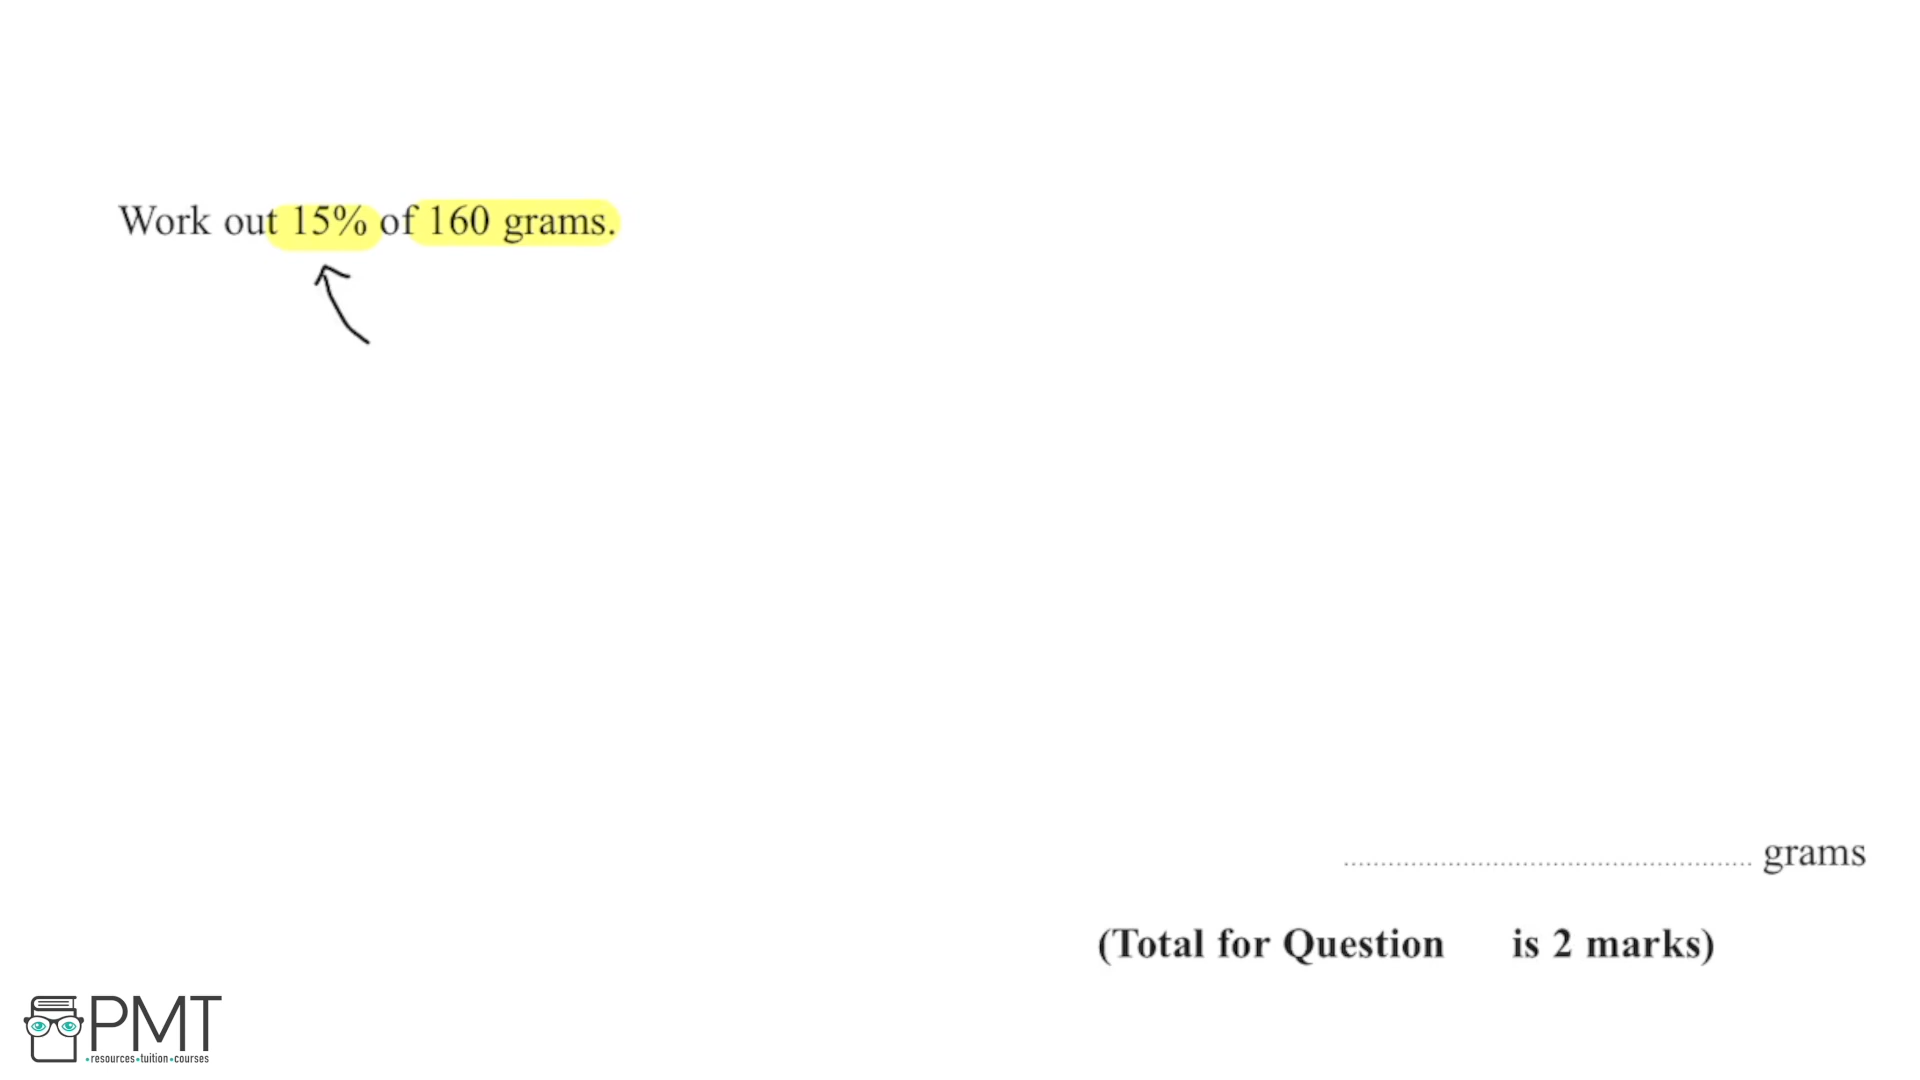 Work out 15% of 160 grams.
.......................................................... grams
(Total for Question is 2 marks)
PMT
•resources•tuition•courses